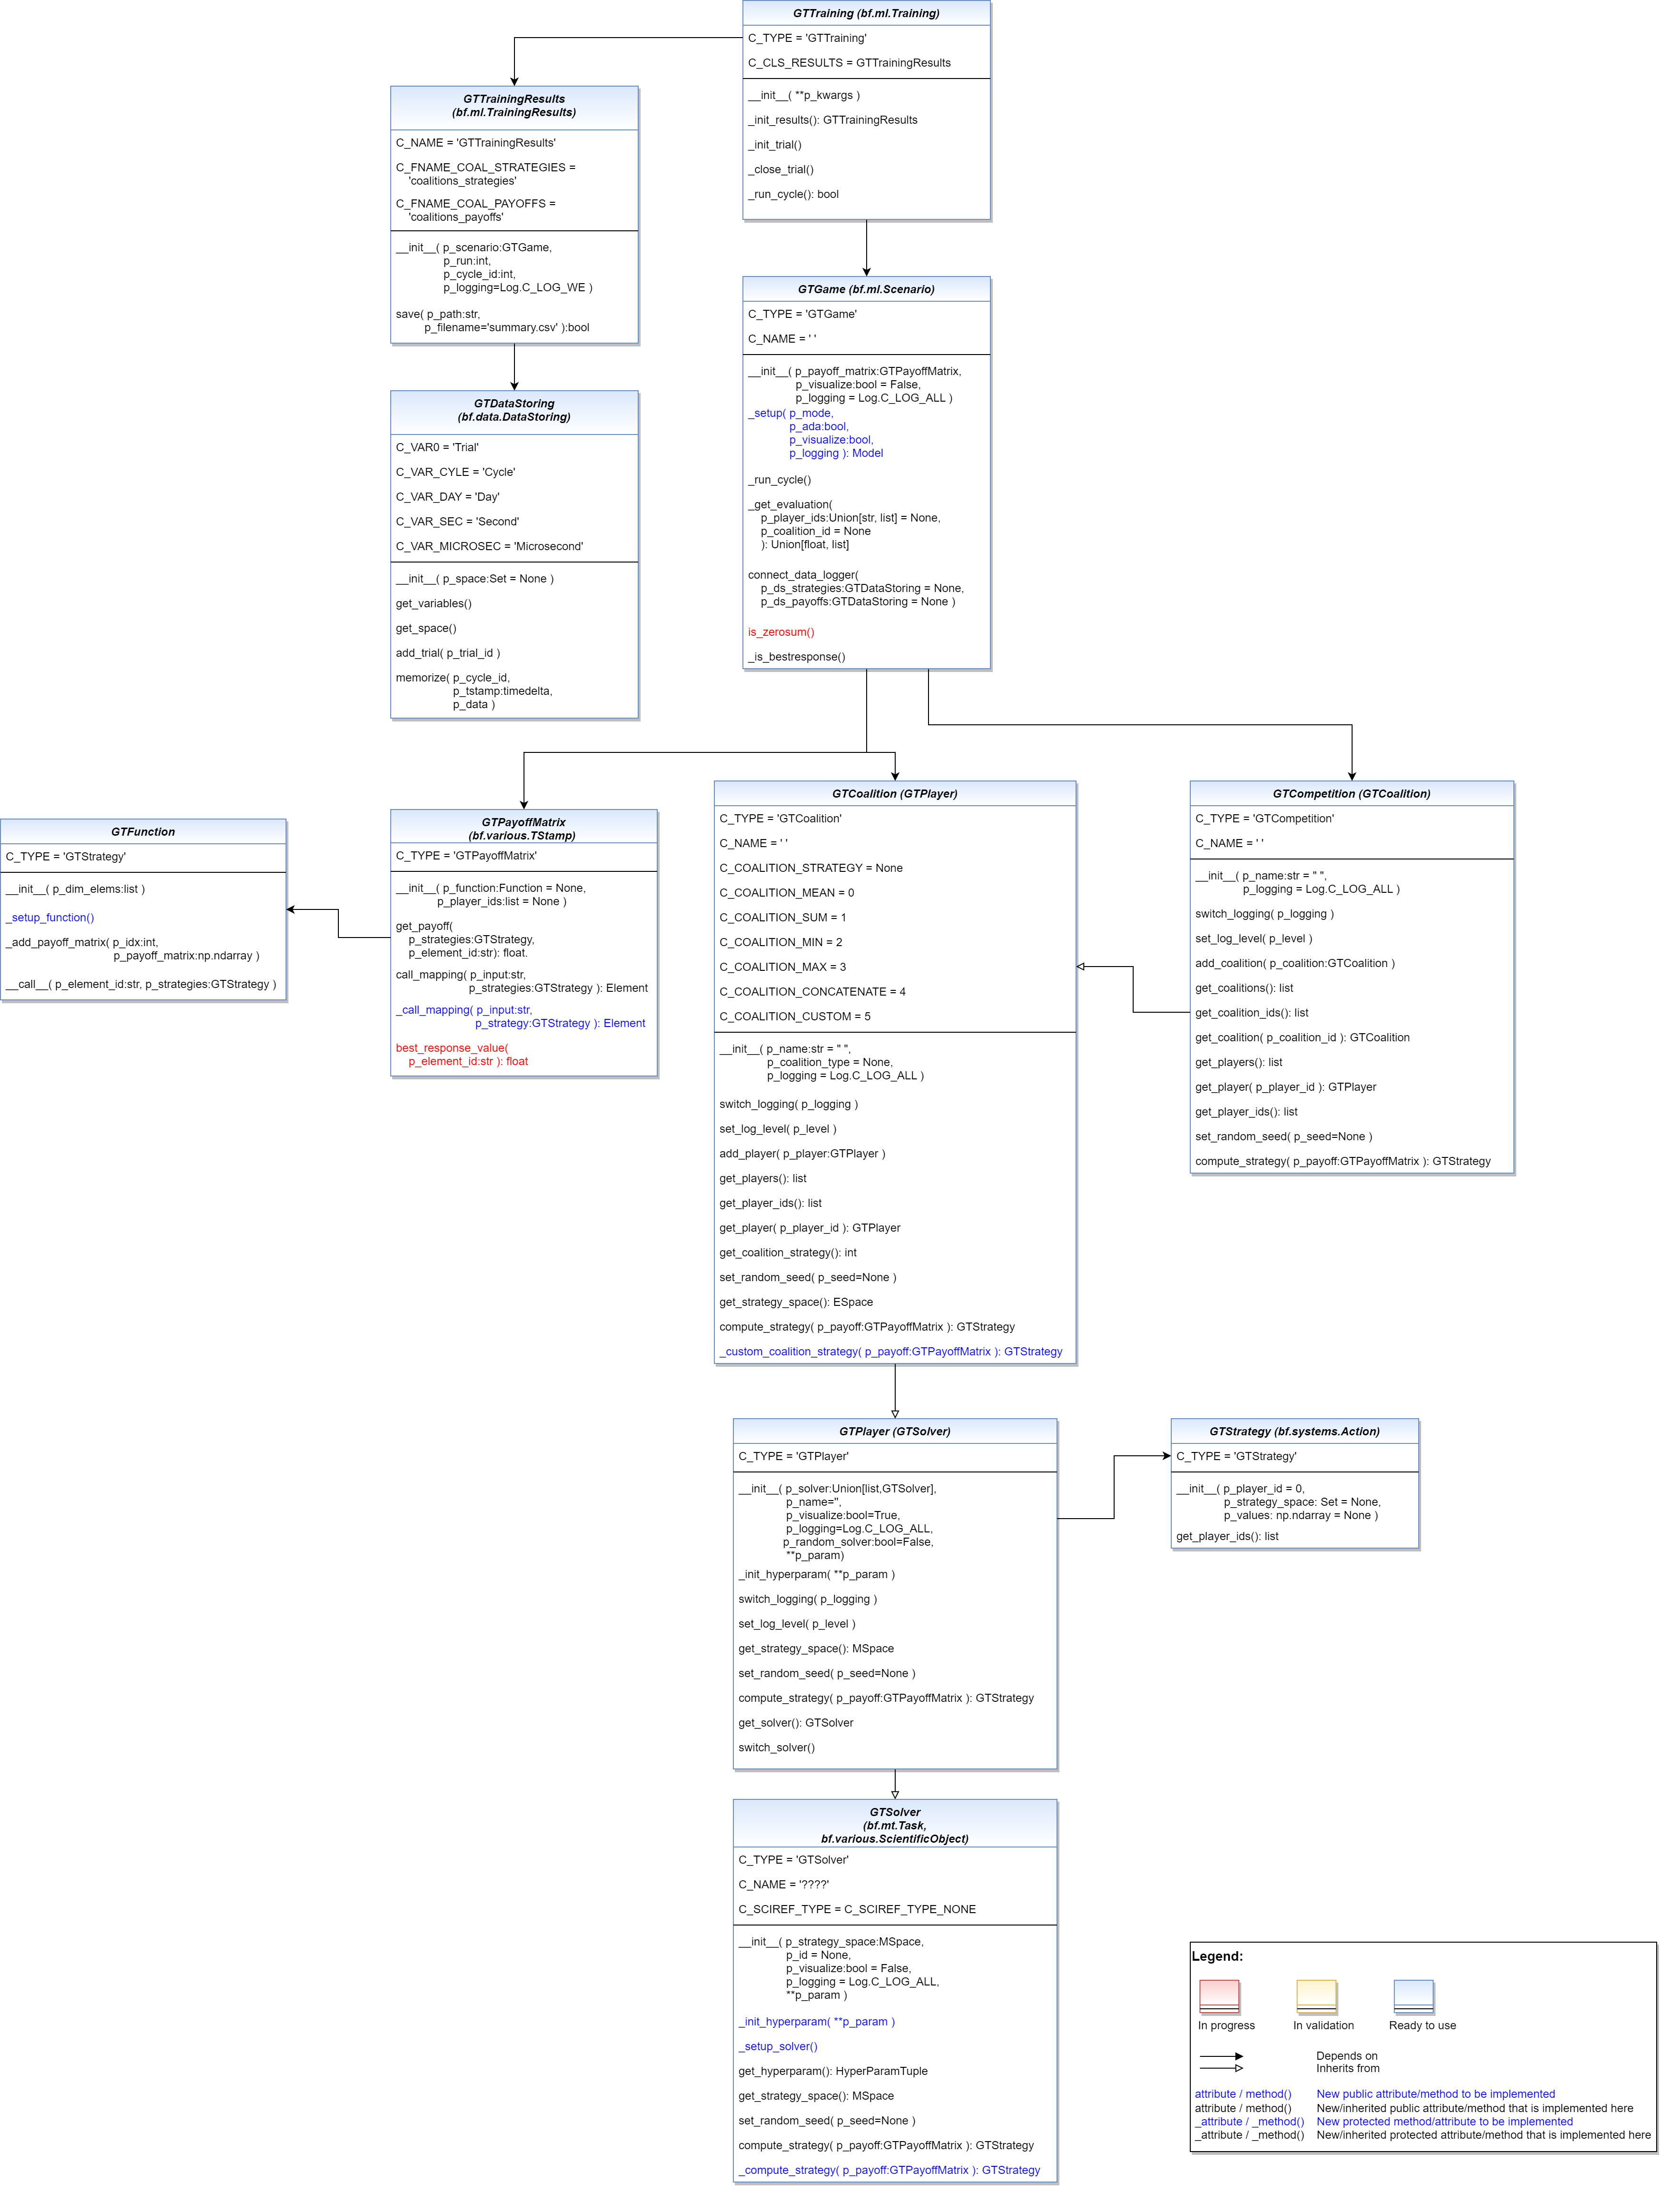 GTTraining (bf.ml.Training)
C_TYPE = 'GTTraining'
C_CLS_RESULTS = GTTrainingResults
__init__( **p_kwargs )
_init_results(): GTTrainingResults
_init_trial()
_close_trial()
_run_cycle(): bool
GTTrainingResults
(bf.ml.TrainingResults)
C_NAME = 'GTTrainingResults'
C_FNAME_COAL_STRATEGIES =
'coalitions_strategies'
C_FNAME_COAL_PAYOFFS =
'coalitions_payoffs'
__init__( p_scenario:GTGame,
p_run:int,
p_cycle_id:int,
p_logging=Log.C_LOG_WE )
save( p_path:str,
p_filename='summary.csv' ):bool
GTGame (bf.ml.Scenario)
C_TYPE = 'GTGame'
C_NAME = ' '
__init__( p_payoff_matrix:GTPayoffMatrix,
p_visualize:bool = False,
p_logging = Log.C_LOG_ALL )
_setup( p_mode,
p_ada:bool,
p_visualize:bool,
p_logging ): Model
_run_cycle()
_get_evaluation(
p_player_ids:Union[str, list] = None,
p_coalition_id = None
): Union[float, list]
connect_data_logger(
p_ds_strategies:GTDataStoring = None,
p_ds_payoffs:GTDataStoring = None )
is_zerosum()
_is_bestresponse()
GTDataStoring
(bf.data.DataStoring)
C_VAR0 = 'Trial'
C_VAR_CYLE = 'Cycle'
C_VAR_DAY = 'Day'
C_VAR_SEC = 'Second'
C_VAR_MICROSEC = 'Microsecond'
__init__( p_space:Set = None )
get_variables()
get_space()
add_trial( p_trial_id )
memorize( p_cycle_id,
p_tstamp:timedelta,
p_data )
GTFunction
C_TYPE = 'GTStrategy'
__init__( p_dim_elems:list )
_setup_function()
_add_payoff_matrix( p_idx:int,
p_payoff_matrix:np.ndarray )
__call__( p_element_id:str, p_strategies:GTStrategy )
GTPayoffMatrix
(bf.various.TStamp)
C_TYPE = 'GTPayoffMatrix'
__init__( p_function:Function = None,
p_player_ids:list = None )
get_payoff(
p_strategies:GTStrategy,
p_element_id:str): float.
call_mapping( p_input:str,
p_strategies:GTStrategy ): Element
_call_mapping( p_input:str,
p_strategy:GTStrategy ): Element
best_response_value(
p_element_id:str ): float
GTCoalition (GTPlayer)
C_TYPE = 'GTCoalition'
C_NAME = ' '
C_COALITION_STRATEGY = None
C_COALITION_MEAN = 0
C_COALITION_SUM = 1
C_COALITION_MIN = 2
C_COALITION_MAX = 3
C_COALITION_CONCATENATE = 4
C_COALITION_CUSTOM = 5
__init__( p_name:str = " ",
p_coalition_type = None,
p_logging = Log.C_LOG_ALL )
switch_logging( p_logging )
set_log_level( p_level )
add_player( p_player:GTPlayer )
get_players(): list
get_player_ids(): list
get_player( p_player_id ): GTPlayer
get_coalition_strategy(): int
set_random_seed( p_seed=None )
get_strategy_space(): ESpace
compute_strategy( p_payoff:GTPayoffMatrix ): GTStrategy
_custom_coalition_strategy( p_payoff:GTPayoffMatrix ): GTStrategy
GTCompetition (GTCoalition)
C_TYPE = 'GTCompetition'
C_NAME = ' '
__init__( p_name:str = " ",
p_logging = Log.C_LOG_ALL )
switch_logging( p_logging )
set_log_level( p_level )
add_coalition( p_coalition:GTCoalition )
get_coalitions(): list
get_coalition_ids(): list
get_coalition( p_coalition_id ): GTCoalition
get_players(): list
get_player( p_player_id ): GTPlayer
get_player_ids(): list
set_random_seed( p_seed=None )
compute_strategy( p_payoff:GTPayoffMatrix ): GTStrategy
GTPlayer (GTSolver)
C_TYPE = 'GTPlayer'
__init__( p_solver:Union[list,GTSolver],
p_name='',
p_visualize:bool=True,
p_logging=Log.C_LOG_ALL,
p_random_solver:bool=False,
**p_param)
_init_hyperparam( **p_param )
switch_logging( p_logging )
set_log_level( p_level )
get_strategy_space(): MSpace
set_random_seed( p_seed=None )
compute_strategy( p_payoff:GTPayoffMatrix ): GTStrategy
get_solver(): GTSolver
switch_solver()
GTStrategy (bf.systems.Action)
C_TYPE = 'GTStrategy'
__init__( p_player_id = 0,
p_strategy_space: Set = None,
p_values: np.ndarray = None )
get_player_ids(): list
GTSolver
(bf.mt.Task,
bf.various.ScientificObject)
C_TYPE = 'GTSolver'
C_NAME = '????'
C_SCIREF_TYPE = C_SCIREF_TYPE_NONE
__init__( p_strategy_space:MSpace,
p_id = None,
p_visualize:bool = False,
p_logging = Log.C_LOG_ALL,
**p_param )
_init_hyperparam( **p_param )
_setup_solver()
get_hyperparam(): HyperParamTuple
get_strategy_space(): MSpace
set_random_seed( p_seed=None )
compute_strategy( p_payoff:GTPayoffMatrix ): GTStrategy
_compute_strategy( p_payoff:GTPayoffMatrix ): GTStrategy
Legend:
In progress
In validation
Ready to use
Depends on
Inherits from
attribute / method() New public attribute/method to be implemented
attribute / method() New/inherited public attribute/method that is implemented here
_attribute / _method() New protected method/attribute to be implemented
_attribute / _method() New/inherited protected attribute/method that is implemented here